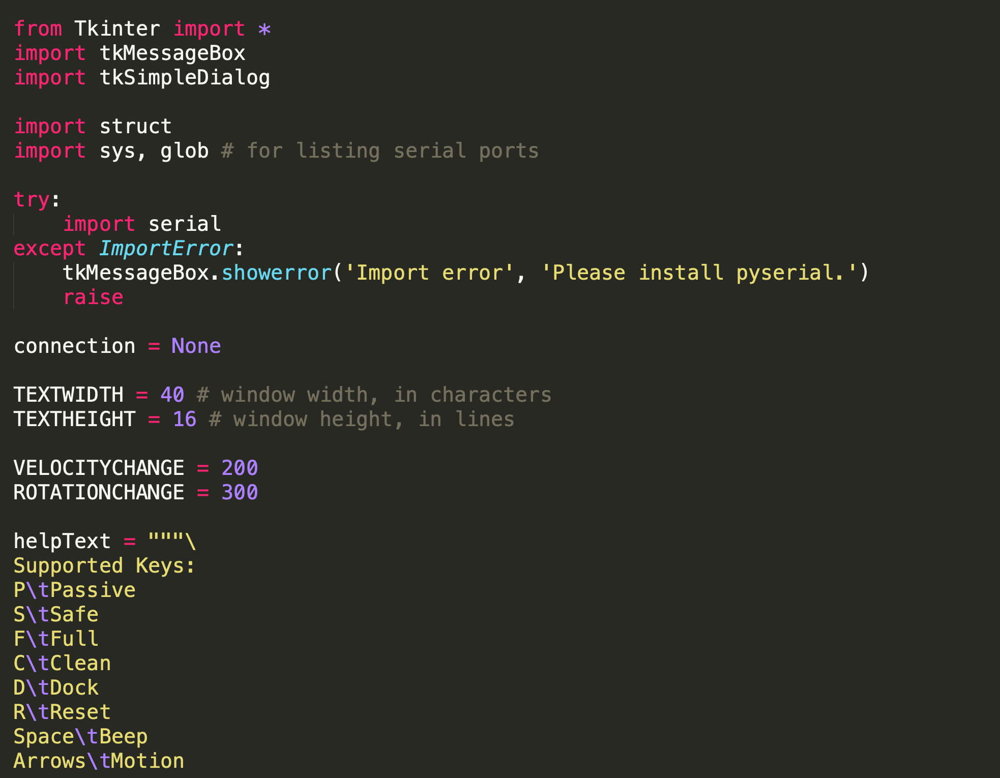 from Tkinter import *
import tkMessageBox
import tkSimpleDialog

import struct
import sys, glob # for listing serial ports

try:
    import serial
except ImportError:
    tkMessageBox.showerror('Import error', 'Please install pyserial.')
    raise

connection = None

TEXTWIDTH = 40 # window width, in characters
TEXTHEIGHT = 16 # window height, in lines

VELOCITYCHANGE = 200
ROTATIONCHANGE = 300

helpText = """\
Supported Keys:
P\tPassive
S\tSafe
F\tFull
C\tClean
D\tDock
R\tReset
Space\tBeep
Arrows\tMotion